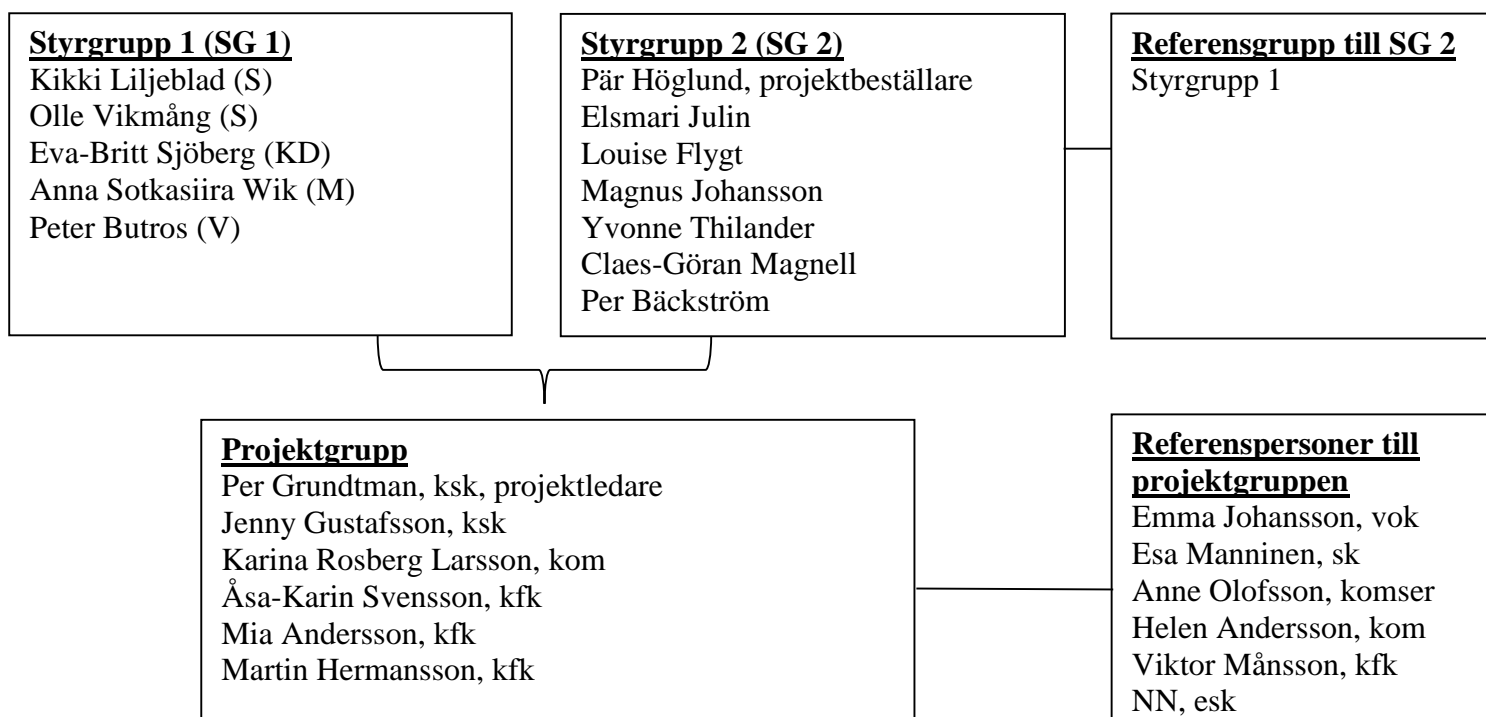 Styrgrupp 1 (SG 1)
Kikki Liljeblad (S)
Olle Vikmång (S)
Eva-Britt Sjöberg (KD)
Anna Sotkasiira Wik (M)
Peter Butros (V)
Styrgrupp 2 (SG 2)
Pär Höglund, projektbeställare
Elsmari Julin
Louise Flygt
Magnus Johansson
Yvonne Thilander
Claes-Göran Magnell
Per Bäckström
Referensgrupp till SG 2
Styrgrupp 1
Projektgrupp
Per Grundtman, ksk, projektledare
Jenny Gustafsson, ksk
Karina Rosberg Larsson, kom
Åsa-Karin Svensson, kfk
Mia Andersson, kfk
Martin Hermansson, kfk
Referenspersoner till
projektgruppen
Emma Johansson, vok
Esa Manninen, sk
Anne Olofsson, komser
Helen Andersson, kom
Viktor Månsson, kfk
NN, esk